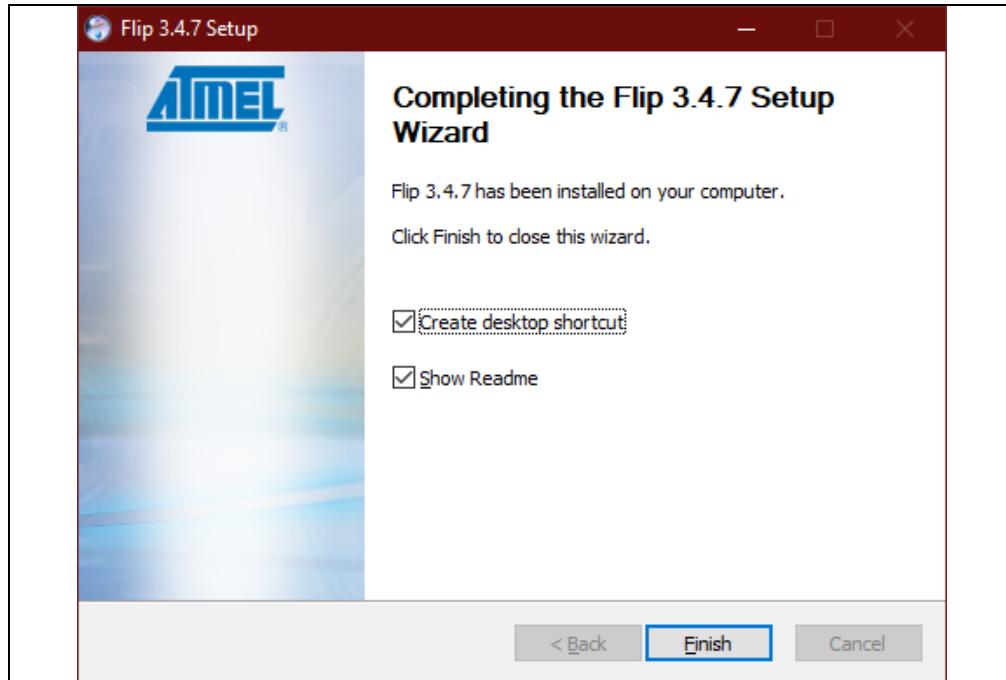 Flip 3.4.7 Setup
ATMEL
®
Completing the Flip 3.4.7 Setup
Wizard
Flip 3.4.7 has been installed on your computer.
Click Finish to close this wizard.
Create desktop shortcut
Show Readme
< Back
Finish
Cancel